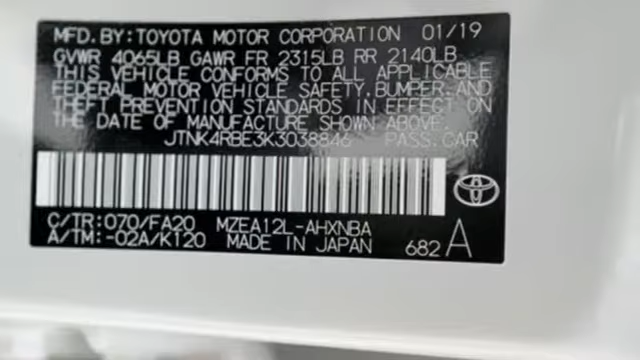 MFD.BY:TOYOTA MOTOR CORPORATION 01/19
GVWR 4065LB GAWR FR 2315LB RR 2140LB
THIS VEHICLE CONFORMS TO ALL APPLICABLE
FEDERAL MOTOR VEHICLE SAFETY,BUMPER,AND
THEFT PREVENTION STANDARDS IN EFFECT ON
THE DATE OF MANUFACTURE SHOWN ABOVE.
JTNK4RBE3K3038846 PASS.CAR
C/TR:070/FA20 MZEA12L-AHXNBA
A/TM:-02A/K120 MADE IN JAPAN 682 A